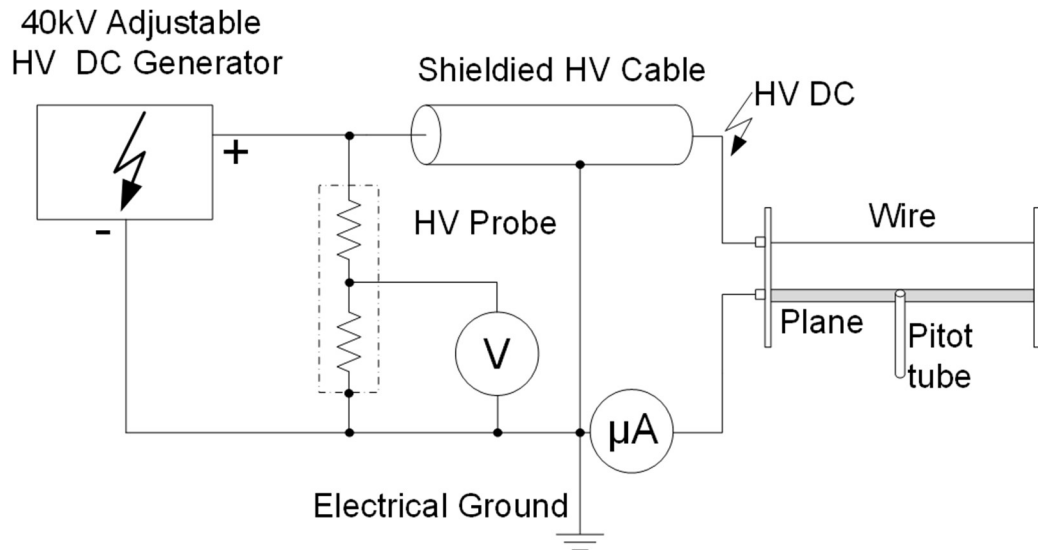 40kV Adjustable
HV DC Generator
Shieldied HV Cable
HV DC
+
-
HV Probe
Wire
V
Plane
Pitot
tube
µA
Electrical Ground